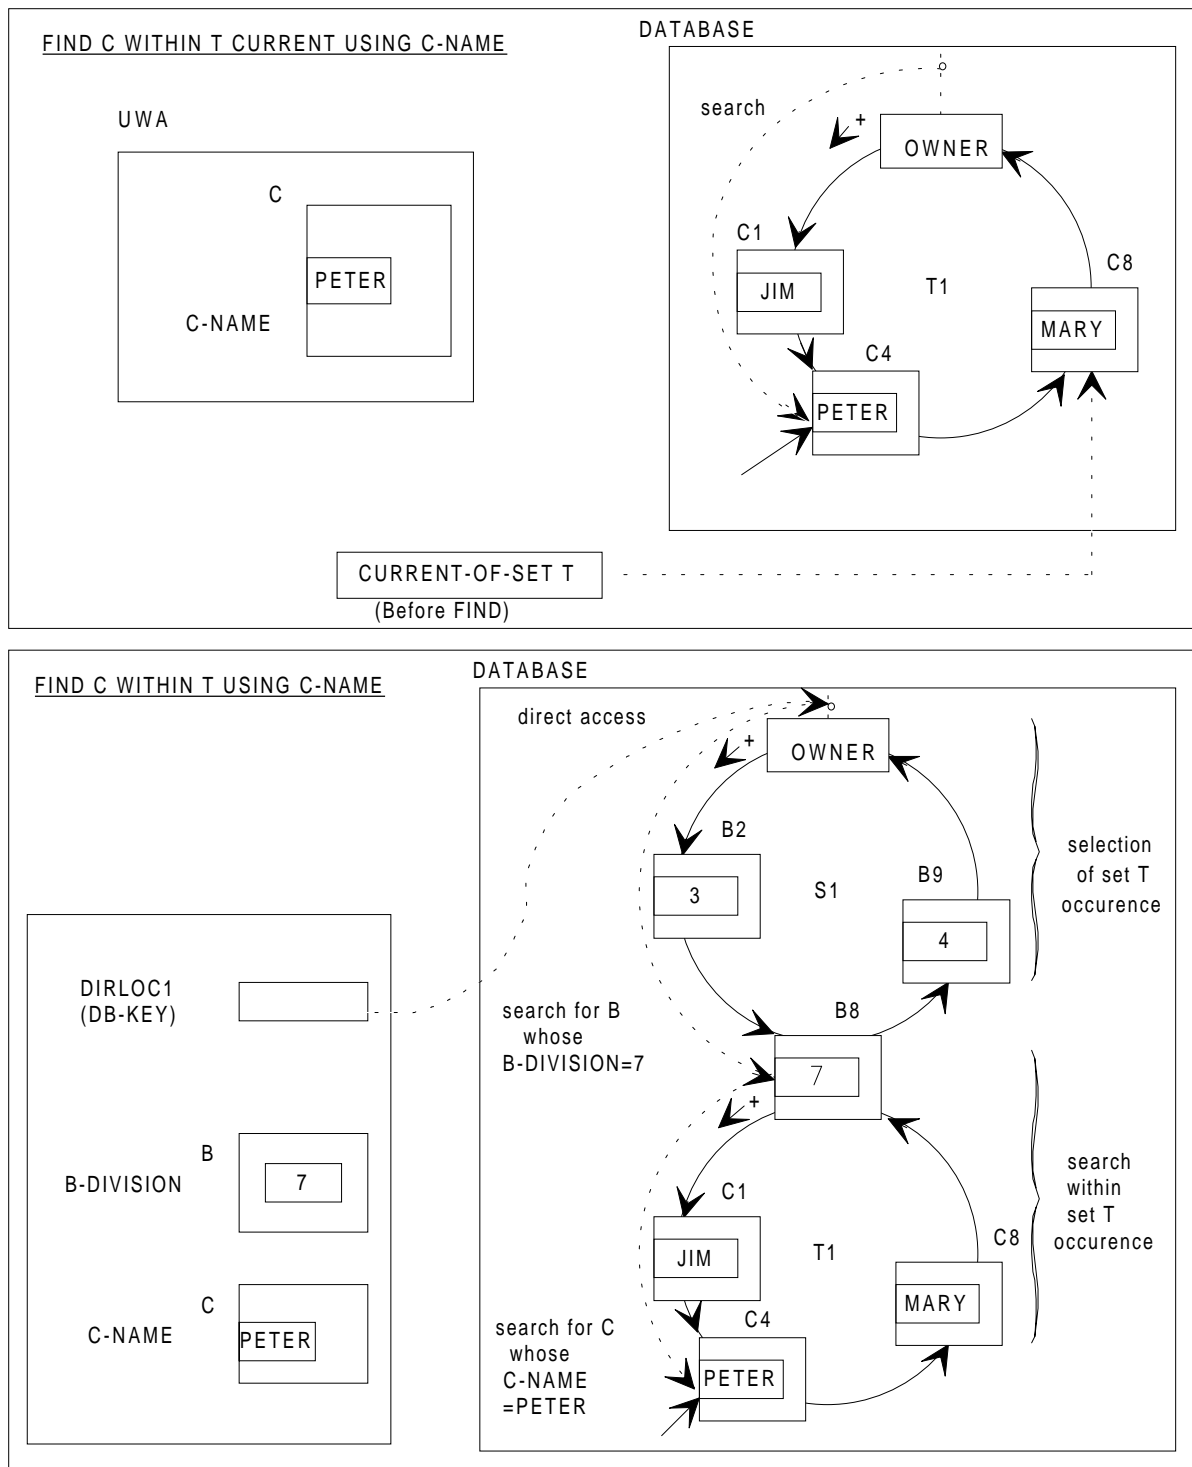 FIND C WITHIN T CURRENT USING C-NAME
DATABASE
UWA
search
+
OWNER
C
C1
C8
PETER
JIM
T1
C-NAME
MARY
C4
PETER
CURRENT-OF-SET T
(Before FIND)
FIND C WITHIN T USING C-NAME
DATABASE
direct access
+
OWNER
B2
selection
of set T
occurence
3
S1
B9
4
DIRLOC1
(DB-KEY)
search for B
whose
B-DIVISION=7
B8
7
+
B
B-DIVISION
7
search
within
set T
occurence
C1
JIM
T1
C8
MARY
C
C-NAME
PETER
search for C
whose
C-NAME
=PETER
C4
PETER